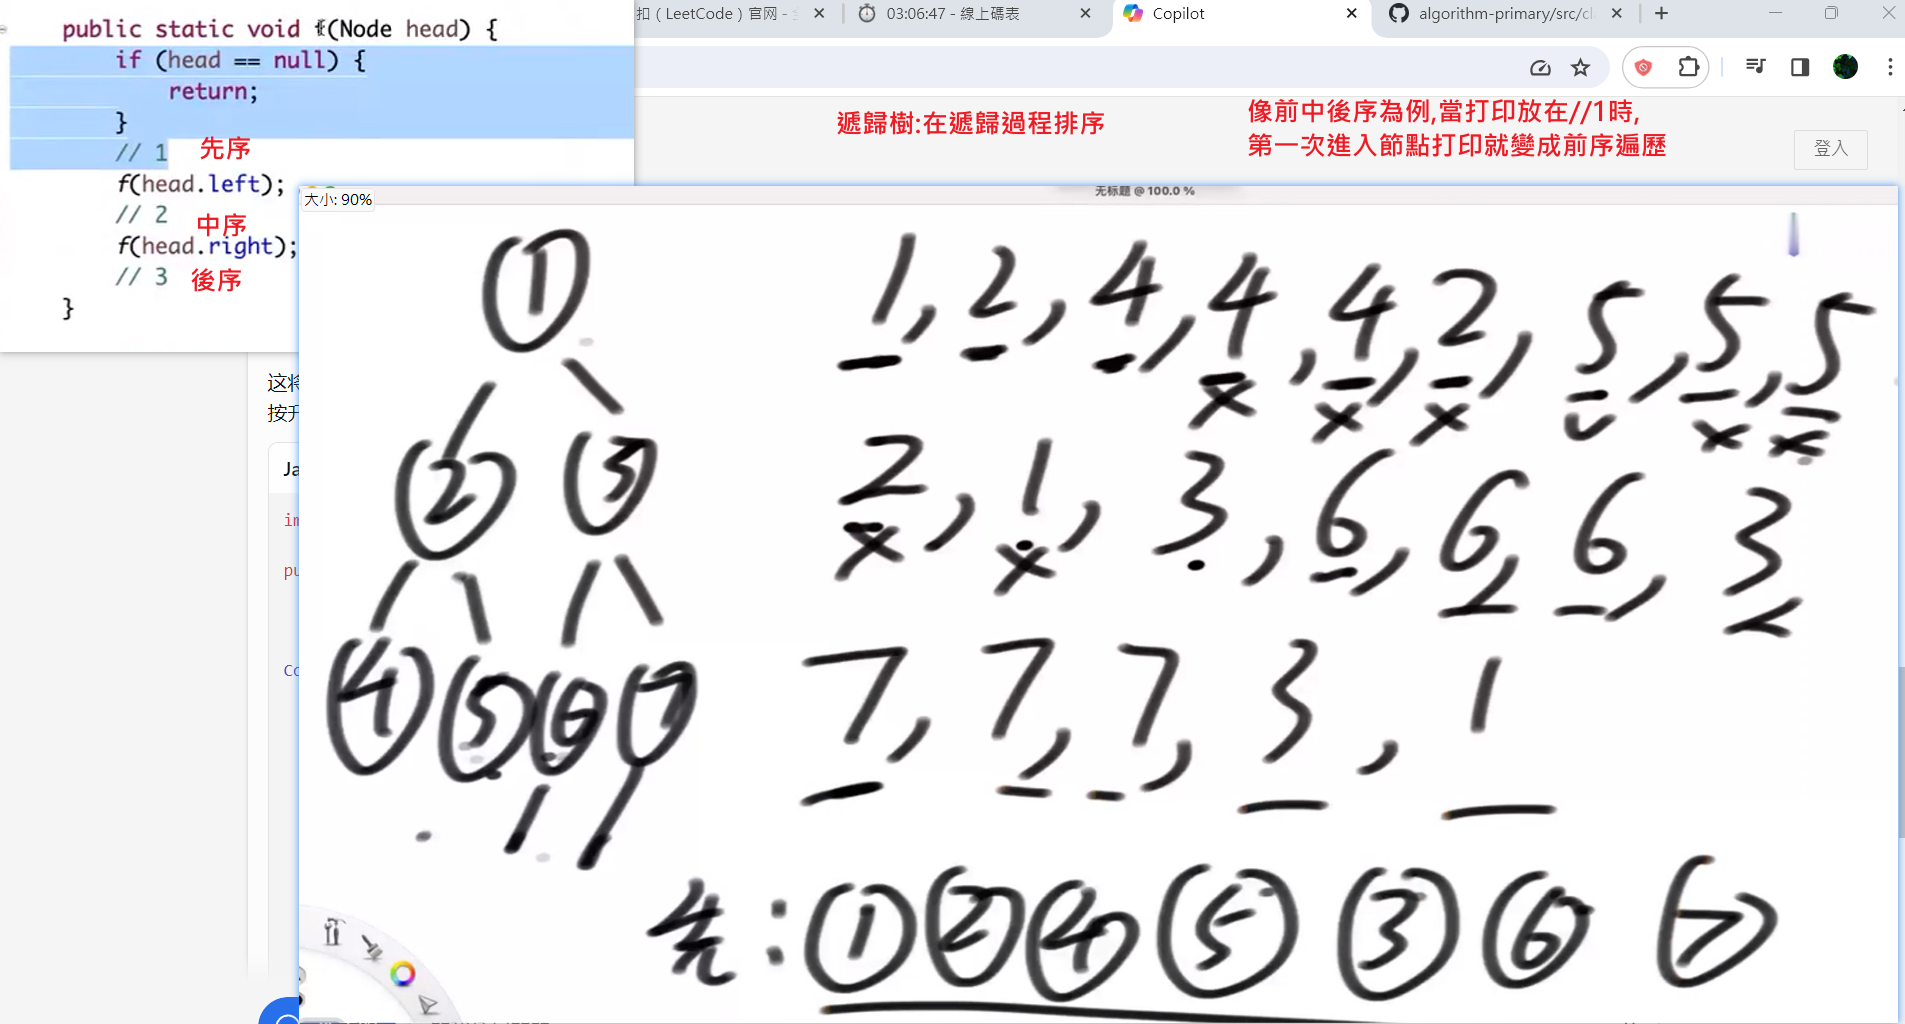 public static void f(Node head) {
if (head == null) {
return;
}
// 1 先序
f(head.left);
// 2 中序
f(head.right);
// 3 後序
}
扣（LeetCode）官网 -
03:06:47 - 線上碼表
Copilot
algorithm-primary/src/cl
遞歸樹:在遞歸過程排序
像前中後序為例,當打印放在//1時,
第一次進入節點打印就變成前序遍歷
登入
大小: 90%
无标题 @ 100.0 %
这将
按升
Ja
im
pu
Co
1
2 3
4 5 6 7
1, 2, 4, 4, 4, 2, 5, 5, 5
x x x x x
2, 1, 3, 6, 6, 6, 3
x x
7, 7, 7, 3, 1
先: 1 2 4 5 3 6 7